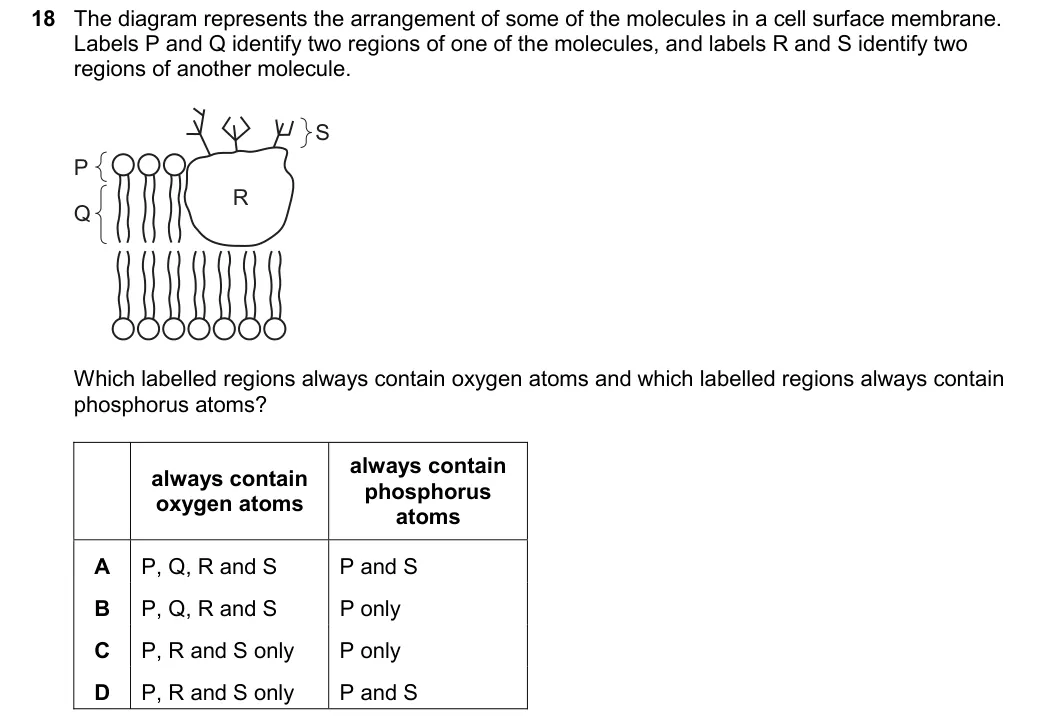 18 The diagram represents the arrangement of some of the molecules in a cell surface membrane.
Labels P and Q identify two regions of one of the molecules, and labels R and S identify two
regions of another molecule.
S
P
R
Q
Which labelled regions always contain oxygen atoms and which labelled regions always contain
phosphorus atoms?
always contain oxygen atoms
always contain phosphorus atoms
A P, Q, R and S P and S
B P, Q, R and S P only
C P, R and S only P only
D P, R and S only P and S